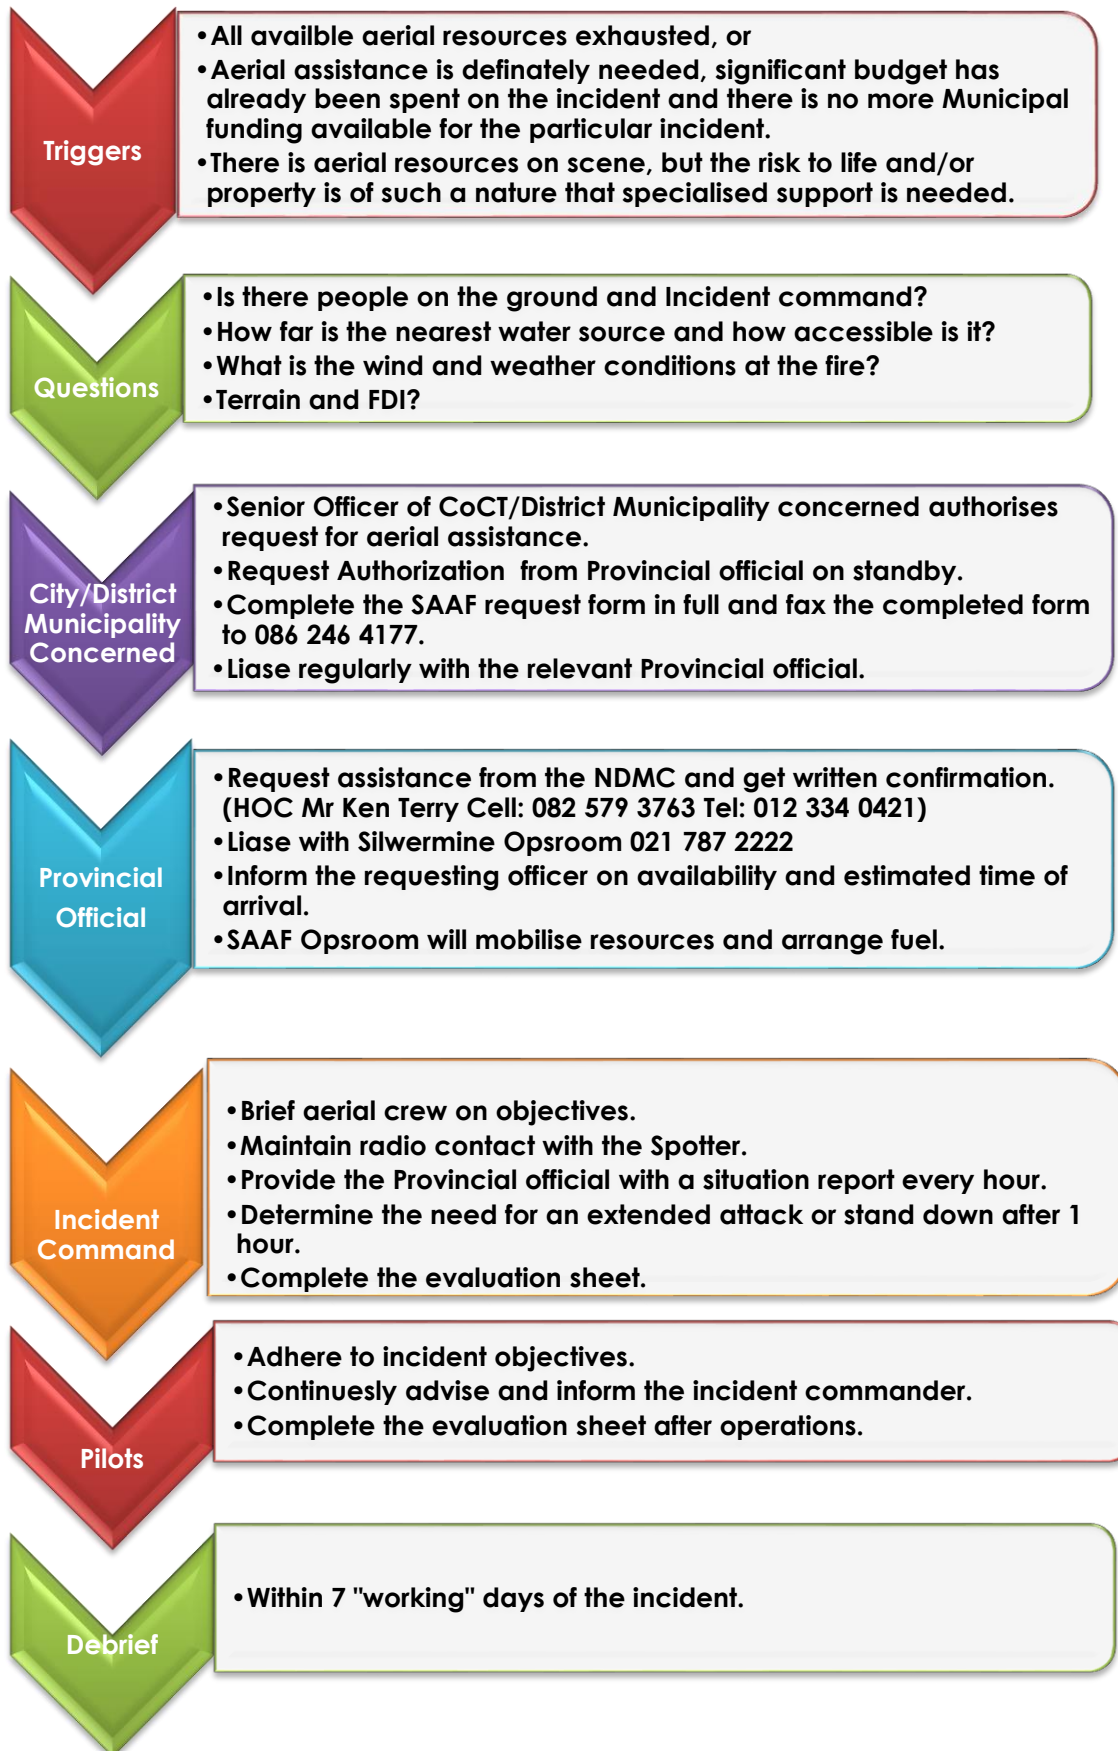 Triggers
•All availble aerial resources exhausted, or
•Aerial assistance is definately needed, significant budget has
already been spent on the incident and there is no more Municipal
funding available for the particular incident.
•There is aerial resources on scene, but the risk to life and/or
property is of such a nature that specialised support is needed.
Questions
•Is there people on the ground and Incident command?
•How far is the nearest water source and how accessible is it?
•What is the wind and weather conditions at the fire?
•Terrain and FDI?
City/District
Municipality
Concerned
•Senior Officer of CoCT/District Municipality concerned authorises
request for aerial assistance.
•Request Authorization from Provincial official on standby.
•Complete the SAAF request form in full and fax the completed form
to 086 246 4177.
•Liase regularly with the relevant Provincial official.
Provincial
Official
•Request assistance from the NDMC and get written confirmation.
(HOC Mr Ken Terry Cell: 082 579 3763 Tel: 012 334 0421)
•Liase with Silwermine Opsroom 021 787 2222
•Inform the requesting officer on availability and estimated time of
arrival.
•SAAF Opsroom will mobilise resources and arrange fuel.
Incident
Command
•Brief aerial crew on objectives.
•Maintain radio contact with the Spotter.
•Provide the Provincial official with a situation report every hour.
•Determine the need for an extended attack or stand down after 1
hour.
•Complete the evaluation sheet.
Pilots
•Adhere to incident objectives.
•Continuesly advise and inform the incident commander.
•Complete the evaluation sheet after operations.
Debrief
•Within 7 "working" days of the incident.